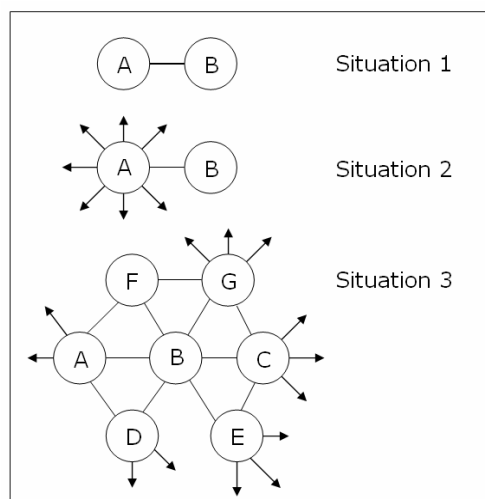 A B Situation 1
A B Situation 2
F G Situation 3
A B C
D E